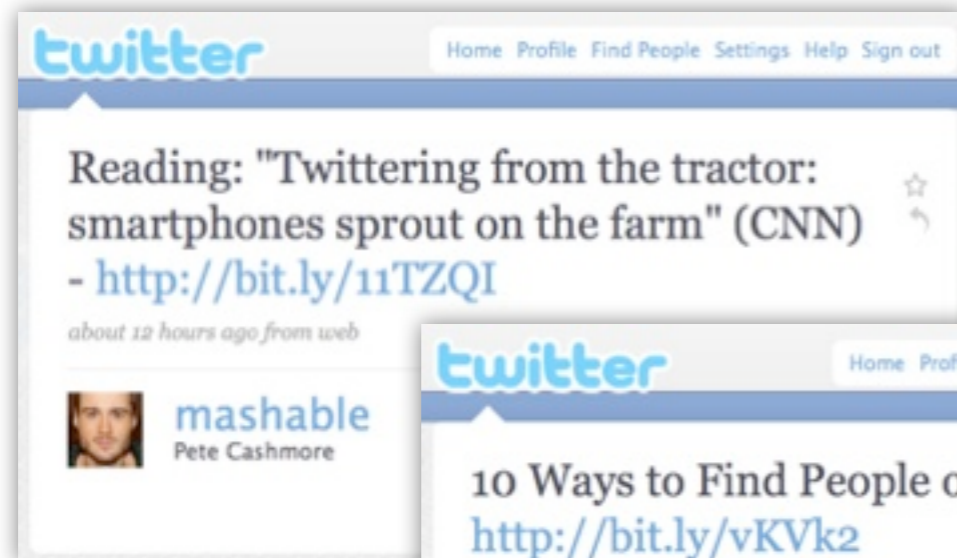 twitter
Home Profile Find People Settings Help Sign out
Reading: "Twittering from the tractor:
smartphones sprout on the farm" (CNN)
- http://bit.ly/11TZQI
about 12 hours ago from web
mashable
Pete Cashmore
twitter
Home
10 Ways to Find People
http://bit.ly/vKVk2